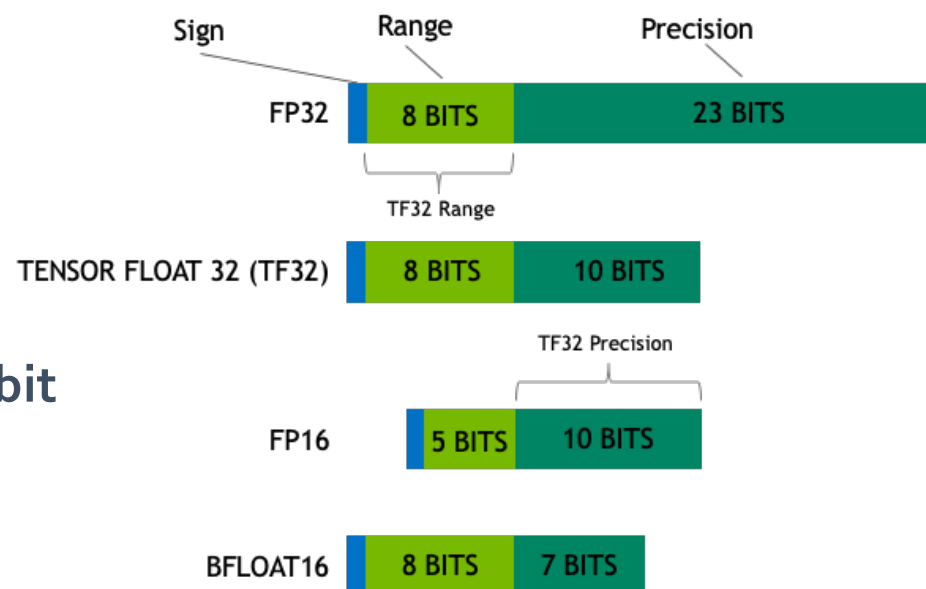 Sign Range Precision
FP32 8 BITS 23 BITS
TF32 Range
TENSOR FLOAT 32 (TF32) 8 BITS 10 BITS
TF32 Precision
bit
FP16 5 BITS 10 BITS
BFLOAT16 8 BITS 7 BITS